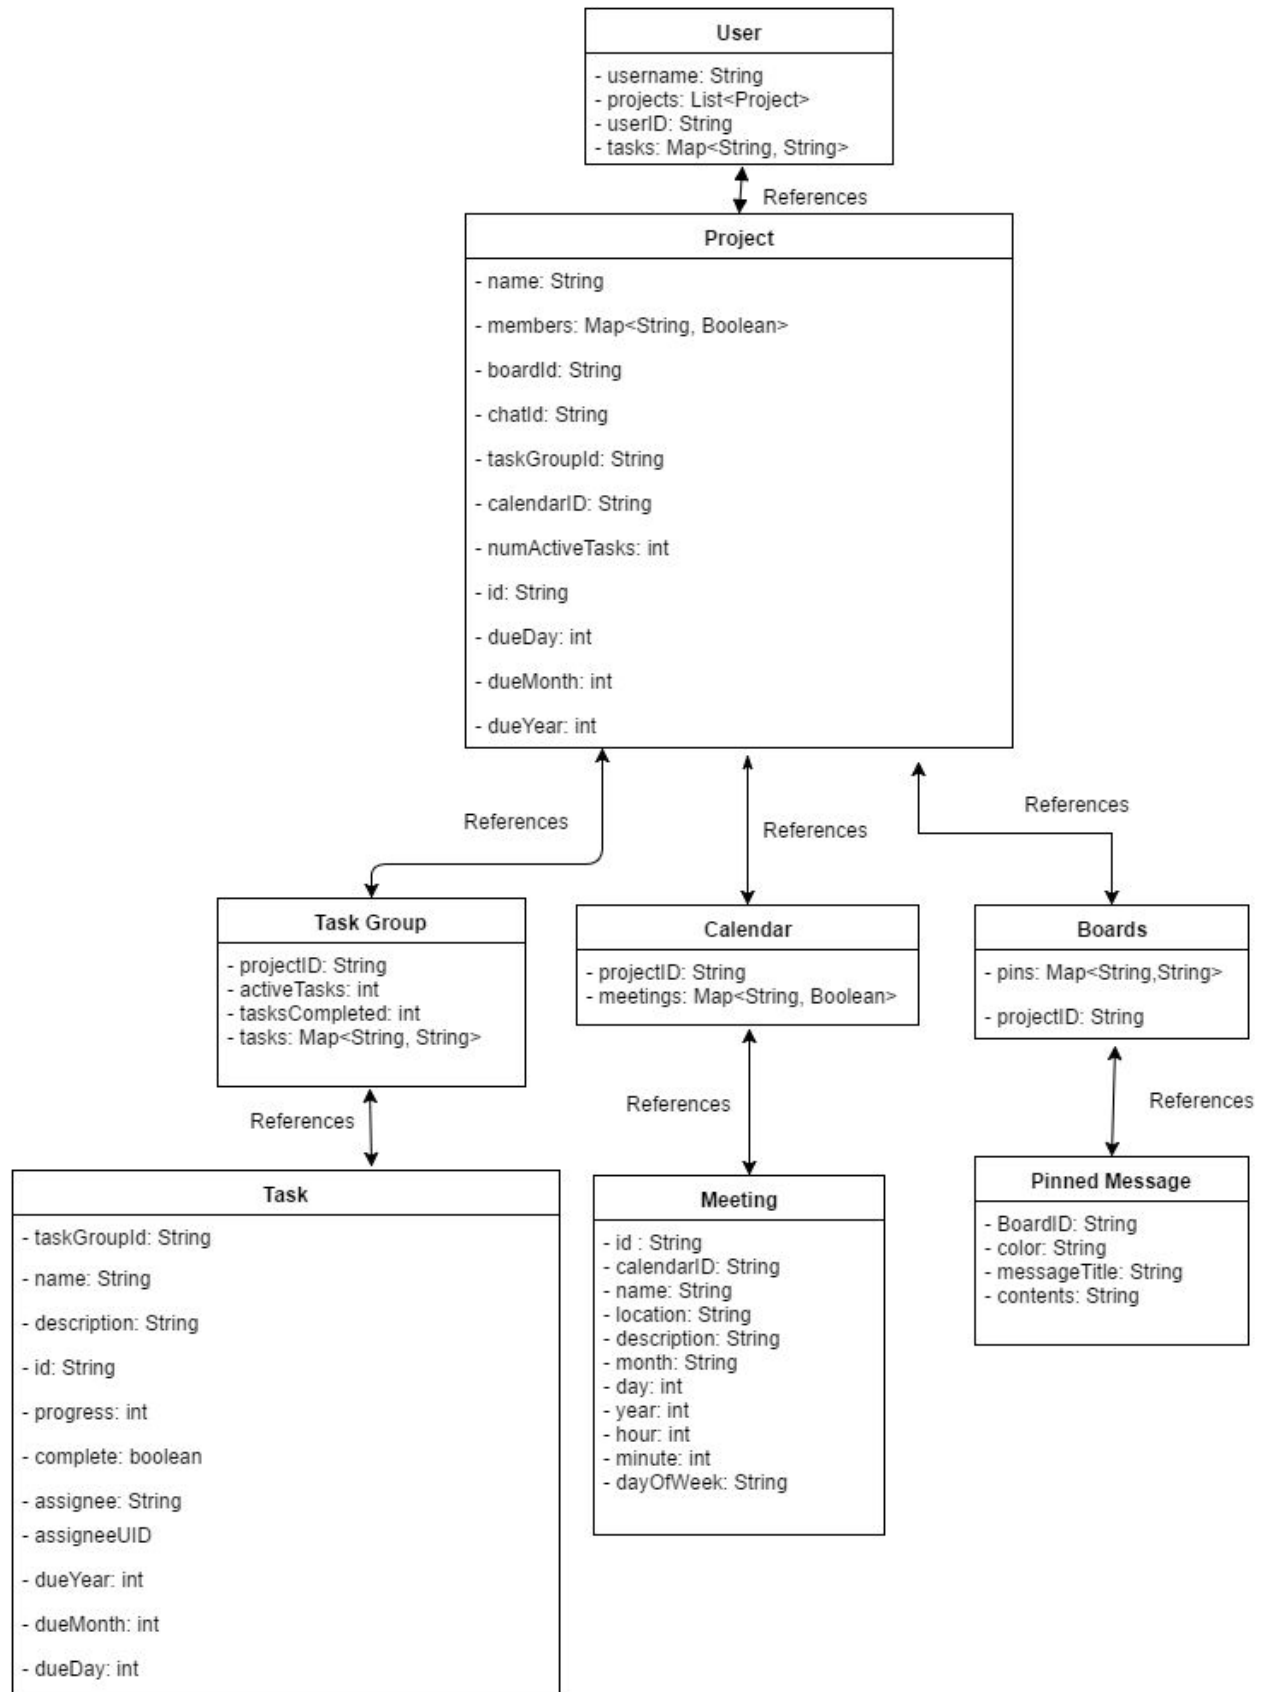 User
- username: String
- projects: List<Project>
- userID: String
- tasks: Map<String, String>
References
Project
- name: String
- members: Map<String, Boolean>
- boardId: String
- chatId: String
- taskGroupId: String
- calendarID: String
- numActiveTasks: int
- id: String
- dueDay: int
- dueMonth: int
- dueYear: int
References
References
References
Task Group
- projectID: String
- activeTasks: int
- tasksCompleted: int
- tasks: Map<String, String>
Calendar
- projectID: String
- meetings: Map<String, Boolean>
Boards
- pins: Map<String,String>
- projectID: String
References
References
References
Task
- taskGroupId: String
- name: String
- description: String
- id: String
- progress: int
- complete: boolean
- assignee: String
- assigneeUID
- dueYear: int
- dueMonth: int
- dueDay: int
Meeting
- id : String
- calendarID: String
- name: String
- location: String
- description: String
- month: String
- day: int
- year: int
- hour: int
- minute: int
- dayOfWeek: String
Pinned Message
- BoardID: String
- color: String
- messageTitle: String
- contents: String